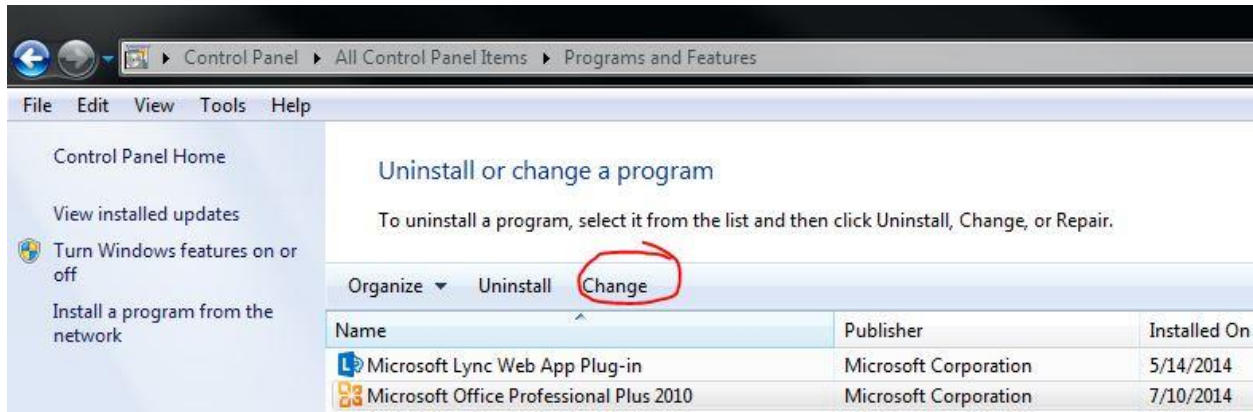 Control Panel ▸ All Control Panel Items ▸ Programs and Features
File Edit View Tools Help
Control Panel Home
View installed updates
Turn Windows features on or
off
Install a program from the
network
Uninstall or change a program
To uninstall a program, select it from the list and then click Uninstall, Change, or Repair.
Organize Uninstall Change
Name Publisher Installed On
Microsoft Lync Web App Plug-in Microsoft Corporation 5/14/2014
Microsoft Office Professional Plus 2010 Microsoft Corporation 7/10/2014